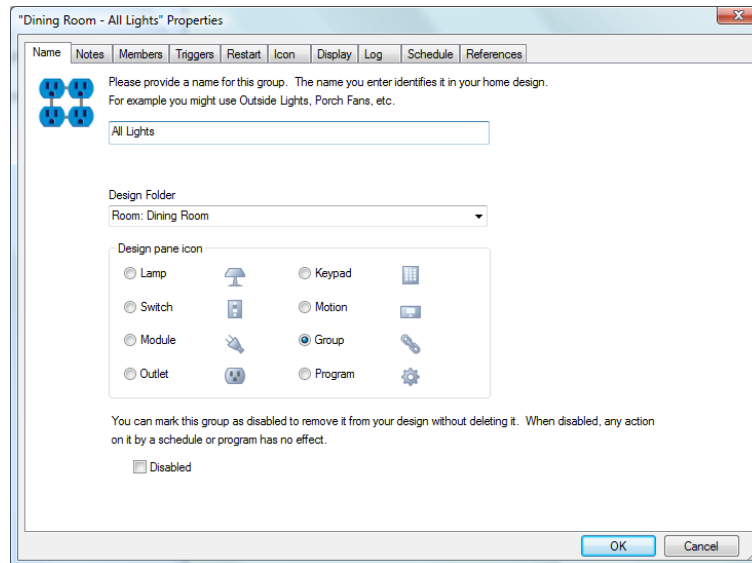 "Dining Room - All Lights" Properties
Name Notes Members Triggers Restart Icon Display Log Schedule References
Please provide a name for this group. The name you enter identifies it in your home design.
For example you might use Outside Lights, Porch Fans, etc.
All Lights
Design Folder
Room: Dining Room
Design pane icon
Lamp Keypad
Switch Motion
Module Group
Outlet Program
You can mark this group as disabled to remove it from your design without deleting it. When disabled, any action
on it by a schedule or program has no effect.
Disabled
OK Cancel